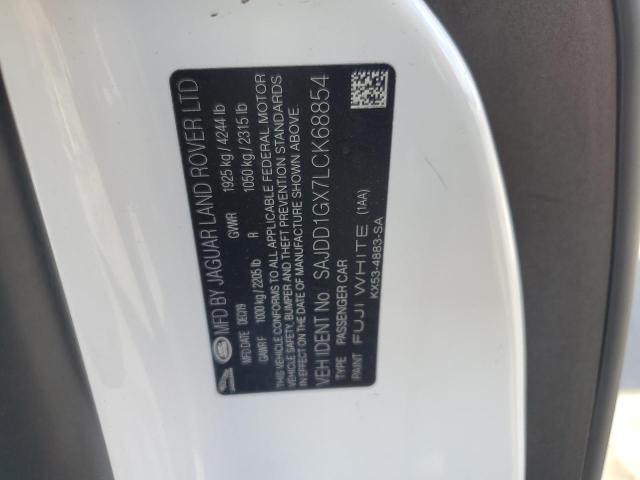 MFD BY JAGUAR LAND ROVER LTD
MFD DATE DEC/19 GVWR 1925 kg / 4244 lb
GAWR F 1000 kg / 2205 lb R 1050 kg / 2315 lb
THIS VEHICLE CONFORMS TO ALL APPLICABLE FEDERAL MOTOR
VEHICLE SAFETY, BUMPER AND THEFT PREVENTION STANDARDS
IN EFFECT ON THE DATE OF MANUFACTURE SHOWN ABOVE
VEH IDENT No. SAJDD1GX7LCK68854
TYPE PASSENGER CAR
PAINT FUJI WHITE (1AA)
KX53-4883-SA